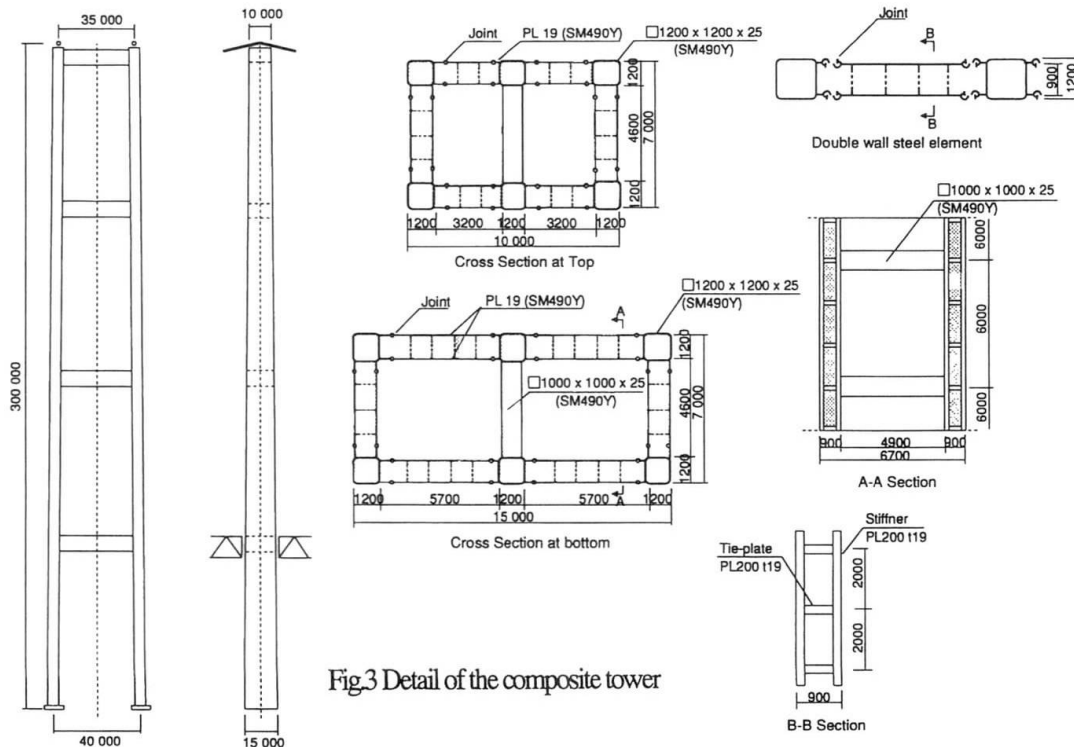 35 000
300 000
40 000
10 000
15 000
Joint
PL 19 (SM490Y)
□1200 x 1200 x 25
(SM490Y)
1200
4600
1200
7 000
1200
3200
1200
3200
1200
10 000
Cross Section at Top
Joint
PL 19 (SM490Y)
□1200 x 1200 x 25
(SM490Y)
A
□1000 x 1000 x 25
(SM490Y)
1200
4600
1200
7 000
1200
5700
1200
5700
A
1200
15 000
Cross Section at bottom
Joint
B
B
900
1200
Double wall steel element
□1000 x 1000 x 25
(SM490Y)
6000
6000
6000
900
4900
900
6700
A-A Section
Stiffner
PL200 t19
Tie-plate
PL200 t19
2000
2000
900
B-B Section
Fig.3 Detail of the composite tower